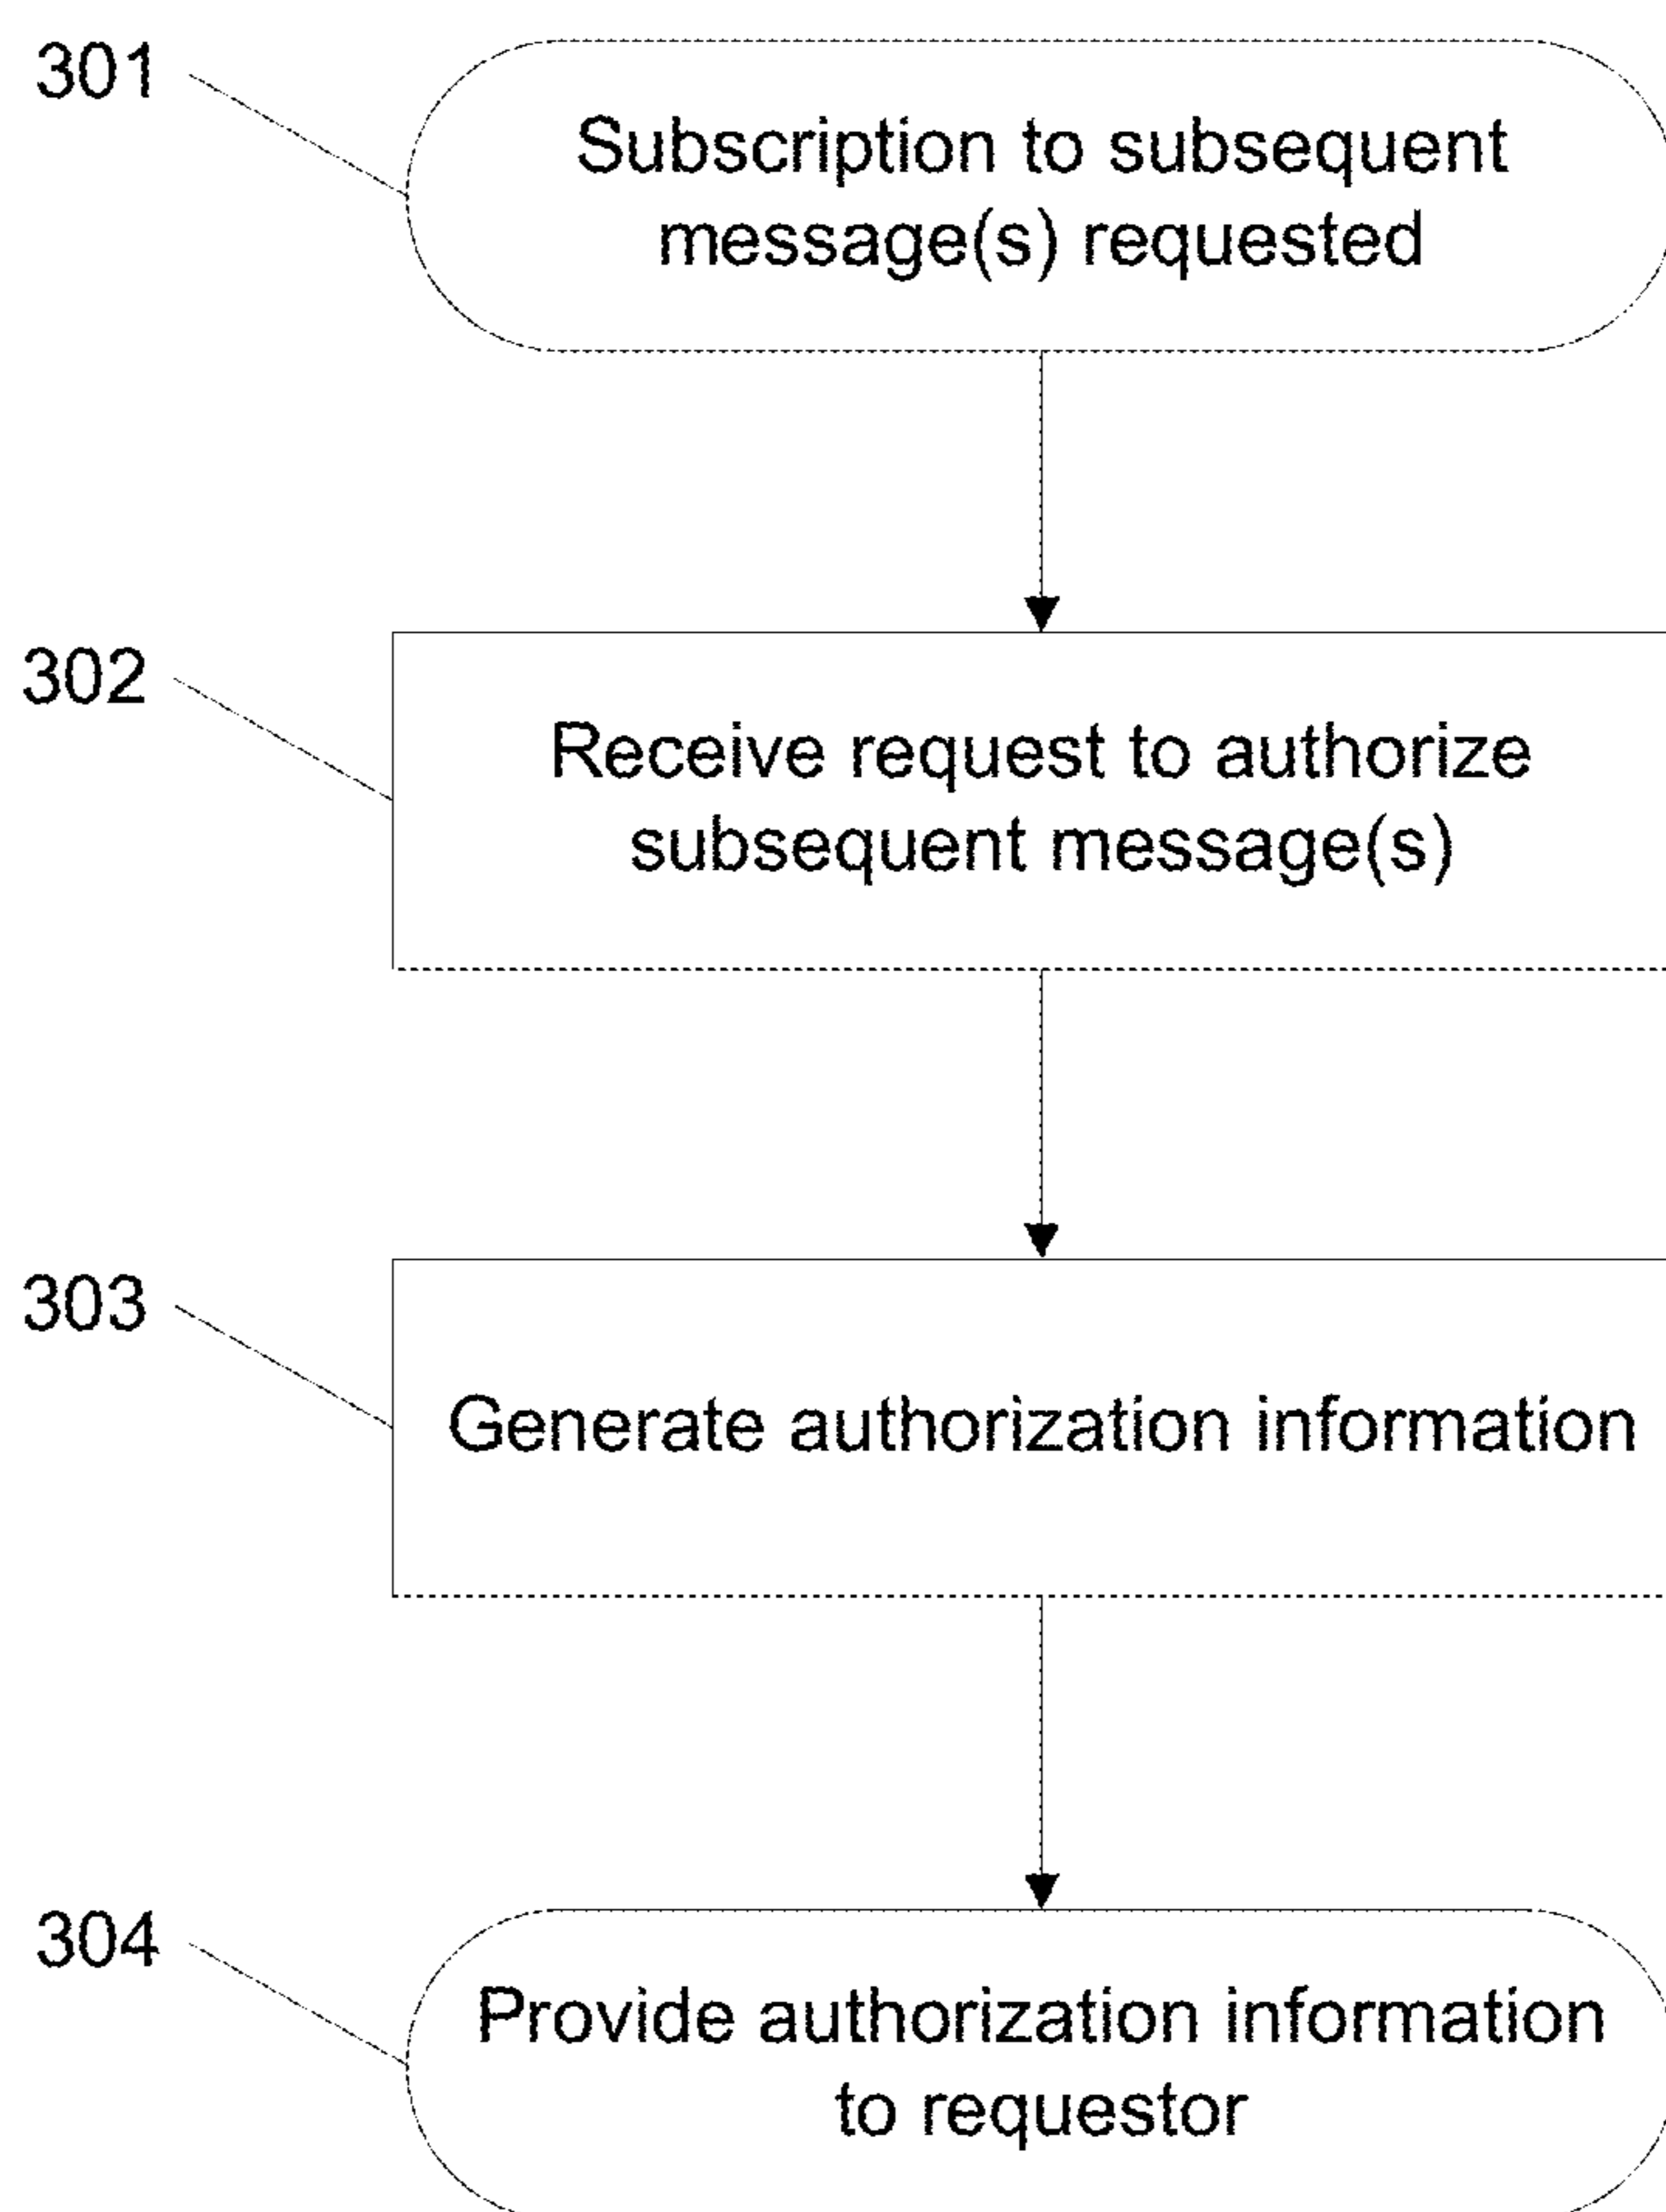 301
Subscription to subsequent
message(s) requested
302
Receive request to authorize
subsequent message(s)
303
Generate authorization information
304
Provide authorization information
to requestor